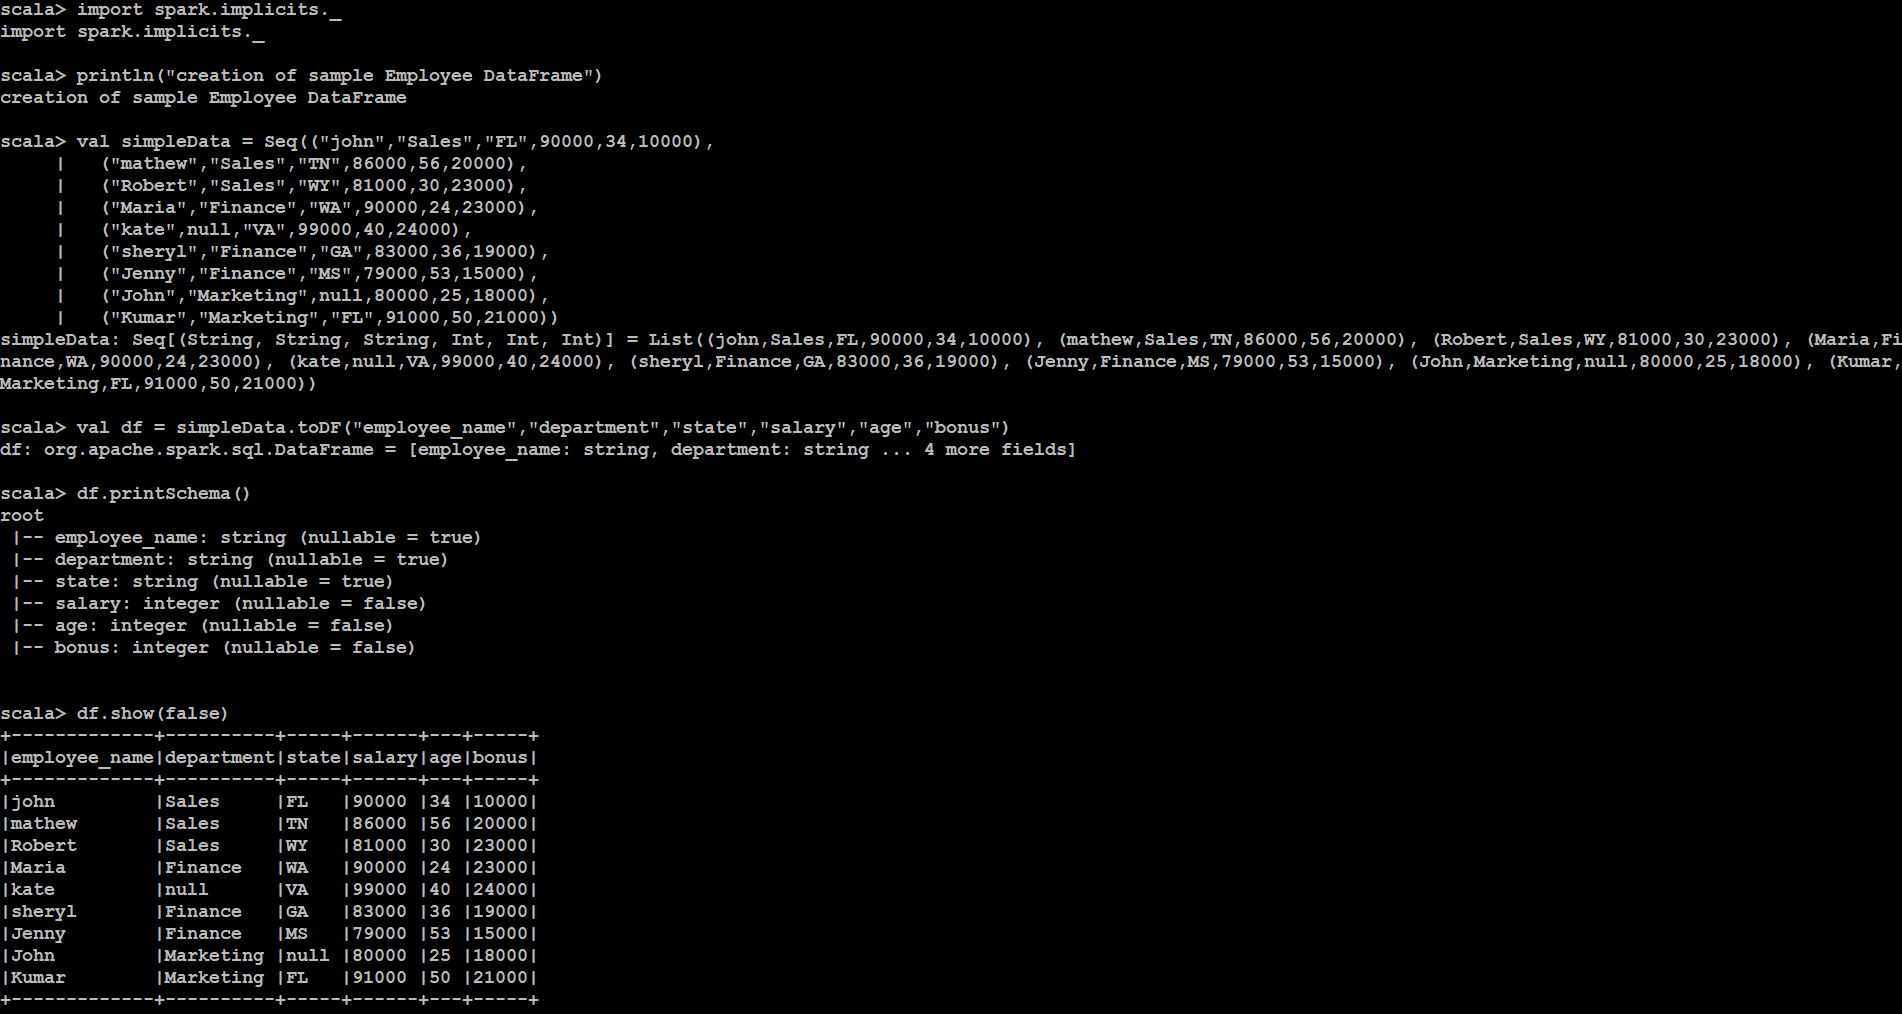 scala> import spark.implicits._
import spark.implicits._
scala> println("creation of sample Employee DataFrame")
creation of sample Employee DataFrame
scala> val simpleData = Seq(("john","Sales","FL",90000,34,10000),
     |   ("mathew","Sales","TN",86000,56,20000),
     |   ("Robert","Sales","WY",81000,30,23000),
     |   ("Maria","Finance","WA",90000,24,23000),
     |   ("kate",null,"VA",99000,40,24000),
     |   ("sheryl","Finance","GA",83000,36,19000),
     |   ("Jenny","Finance","MS",79000,53,15000),
     |   ("John","Marketing",null,80000,25,18000),
     |   ("Kumar","Marketing","FL",91000,50,21000))
simpleData: Seq[(String, String, String, Int, Int, Int)] = List((john,Sales,FL,90000,34,10000), (mathew,Sales,TN,86000,56,20000), (Robert,Sales,WY,81000,30,23000), (Maria,Fi
nance,WA,90000,24,23000), (kate,null,VA,99000,40,24000), (sheryl,Finance,GA,83000,36,19000), (Jenny,Finance,MS,79000,53,15000), (John,Marketing,null,80000,25,18000), (Kumar,
Marketing,FL,91000,50,21000))
scala> val df = simpleData.toDF("employee_name","department","state","salary","age","bonus")
df: org.apache.spark.sql.DataFrame = [employee_name: string, department: string ... 4 more fields]
scala> df.printSchema()
root
 |-- employee_name: string (nullable = true)
 |-- department: string (nullable = true)
 |-- state: string (nullable = true)
 |-- salary: integer (nullable = false)
 |-- age: integer (nullable = false)
 |-- bonus: integer (nullable = false)
scala> df.show(false)
+-------------+----------+-----+------+---+-----+
|employee_name|department|state|salary|age|bonus|
+-------------+----------+-----+------+---+-----+
|john         |Sales     |FL   |90000 |34 |10000|
|mathew       |Sales     |TN   |86000 |56 |20000|
|Robert       |Sales     |WY   |81000 |30 |23000|
|Maria        |Finance   |WA   |90000 |24 |23000|
|kate         |null      |VA   |99000 |40 |24000|
|sheryl       |Finance   |GA   |83000 |36 |19000|
|Jenny        |Finance   |MS   |79000 |53 |15000|
|John         |Marketing |null |80000 |25 |18000|
|Kumar        |Marketing |FL   |91000 |50 |21000|
+-------------+----------+-----+------+---+-----+